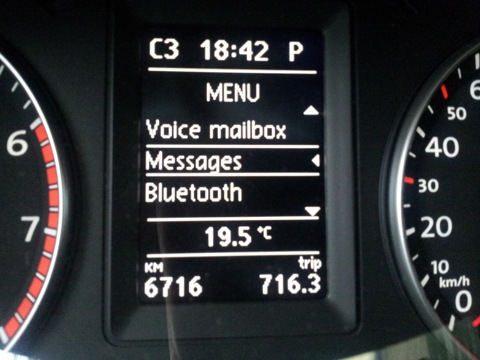 C3 18:42 P
MENU
Voice mailbox
Messages
Bluetooth
19.5 °C
KM trip
6716 716.3
6
7
50
40
30
20
10
km/h
0